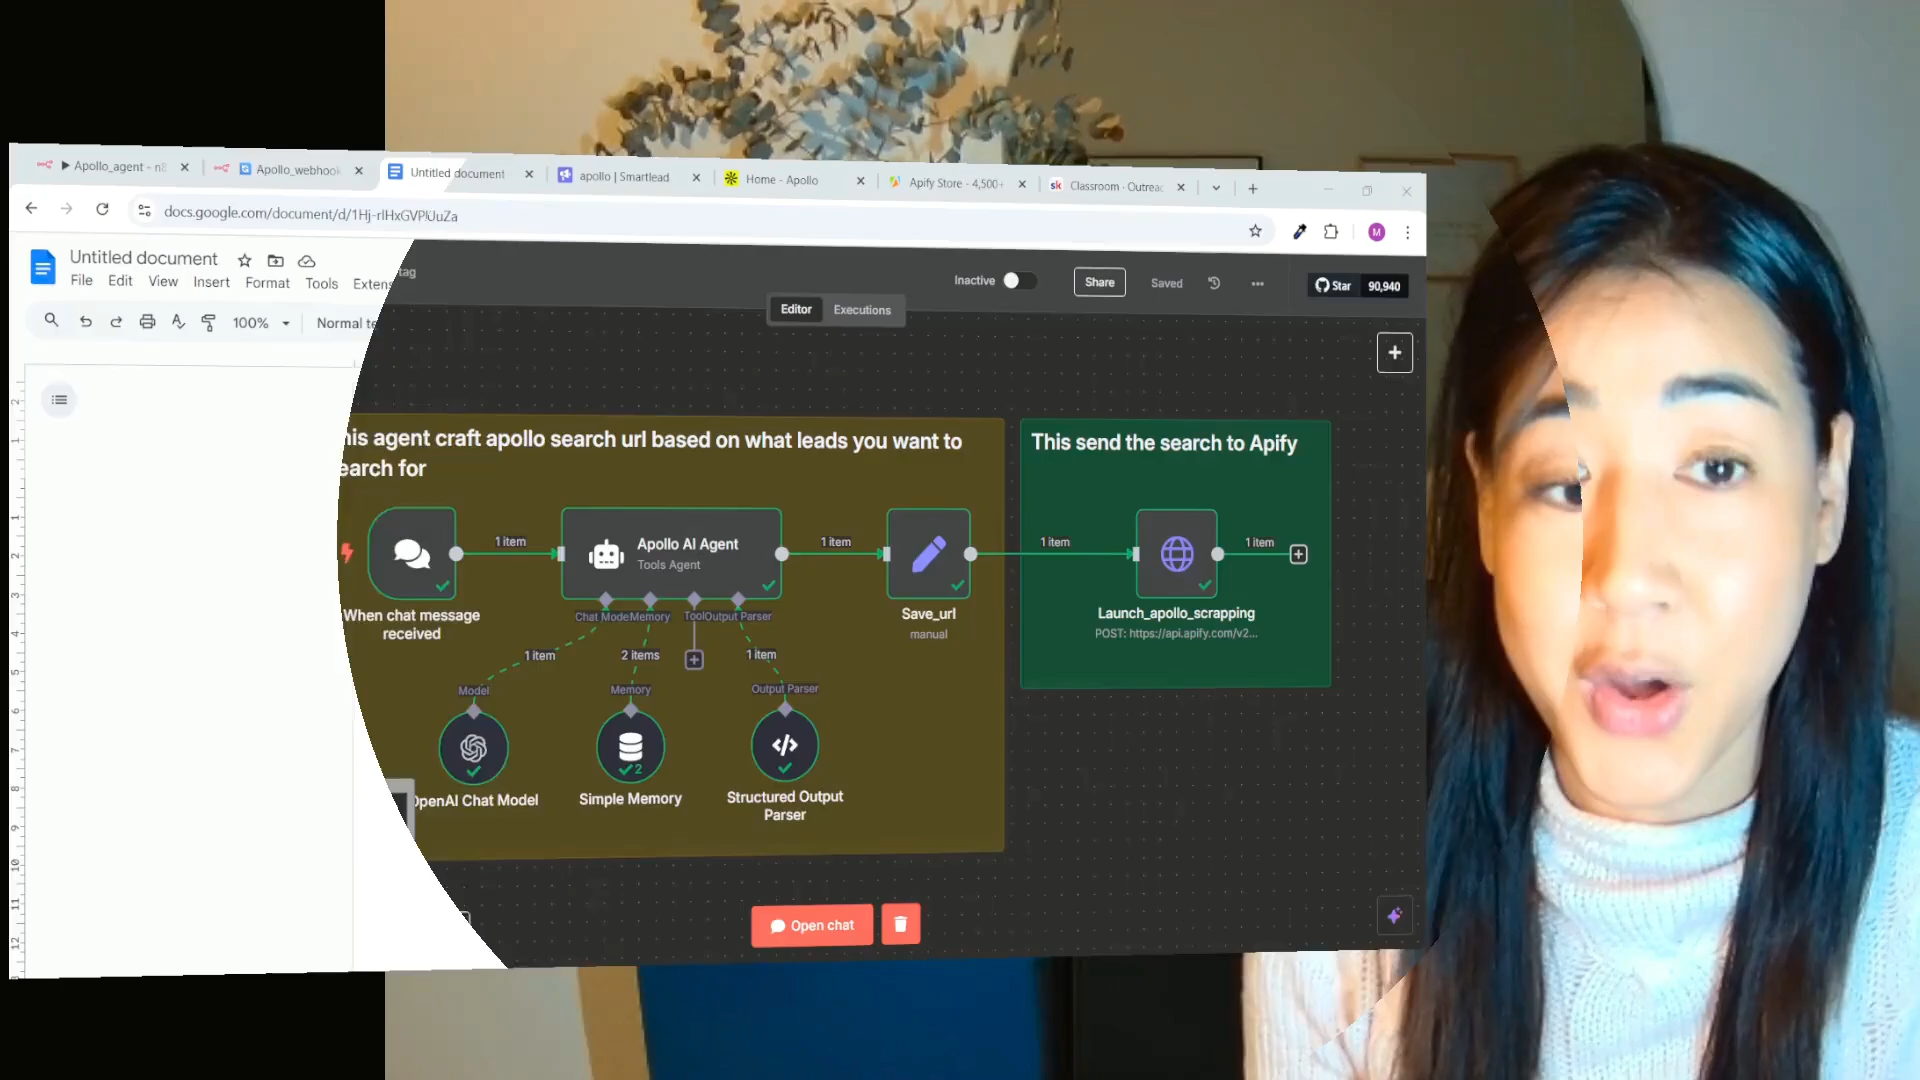 Apollo_agent - n8
Apollo_webhook
Untitled document
apollo | Smartlead
Home - Apollo
Apify Store - 4,500+
Classroom - Outreac
docs.google.com/document/d/1Hj-rlHxGVPlUuZa
M
Untitled document
File Edit View Insert Format Tools Extens
100% Normal te
tag
Inactive
Share
Saved
Star 90,940
Editor Executions
his agent craft apollo search url based on what leads you want to
earch for
This send the search to Apify
1 item
Apollo AI Agent
Tools Agent
1 item
1 item
1 item
When chat message
received
Chat Mode Memory Tool Output Parser
Save_url
manual
Launch_apollo_scrapping
POST: https://api.apify.com/v2...
1 item
2 items
1 item
Model
Memory
Output Parser
2
OpenAI Chat Model
Simple Memory
Structured Output
Parser
Open chat